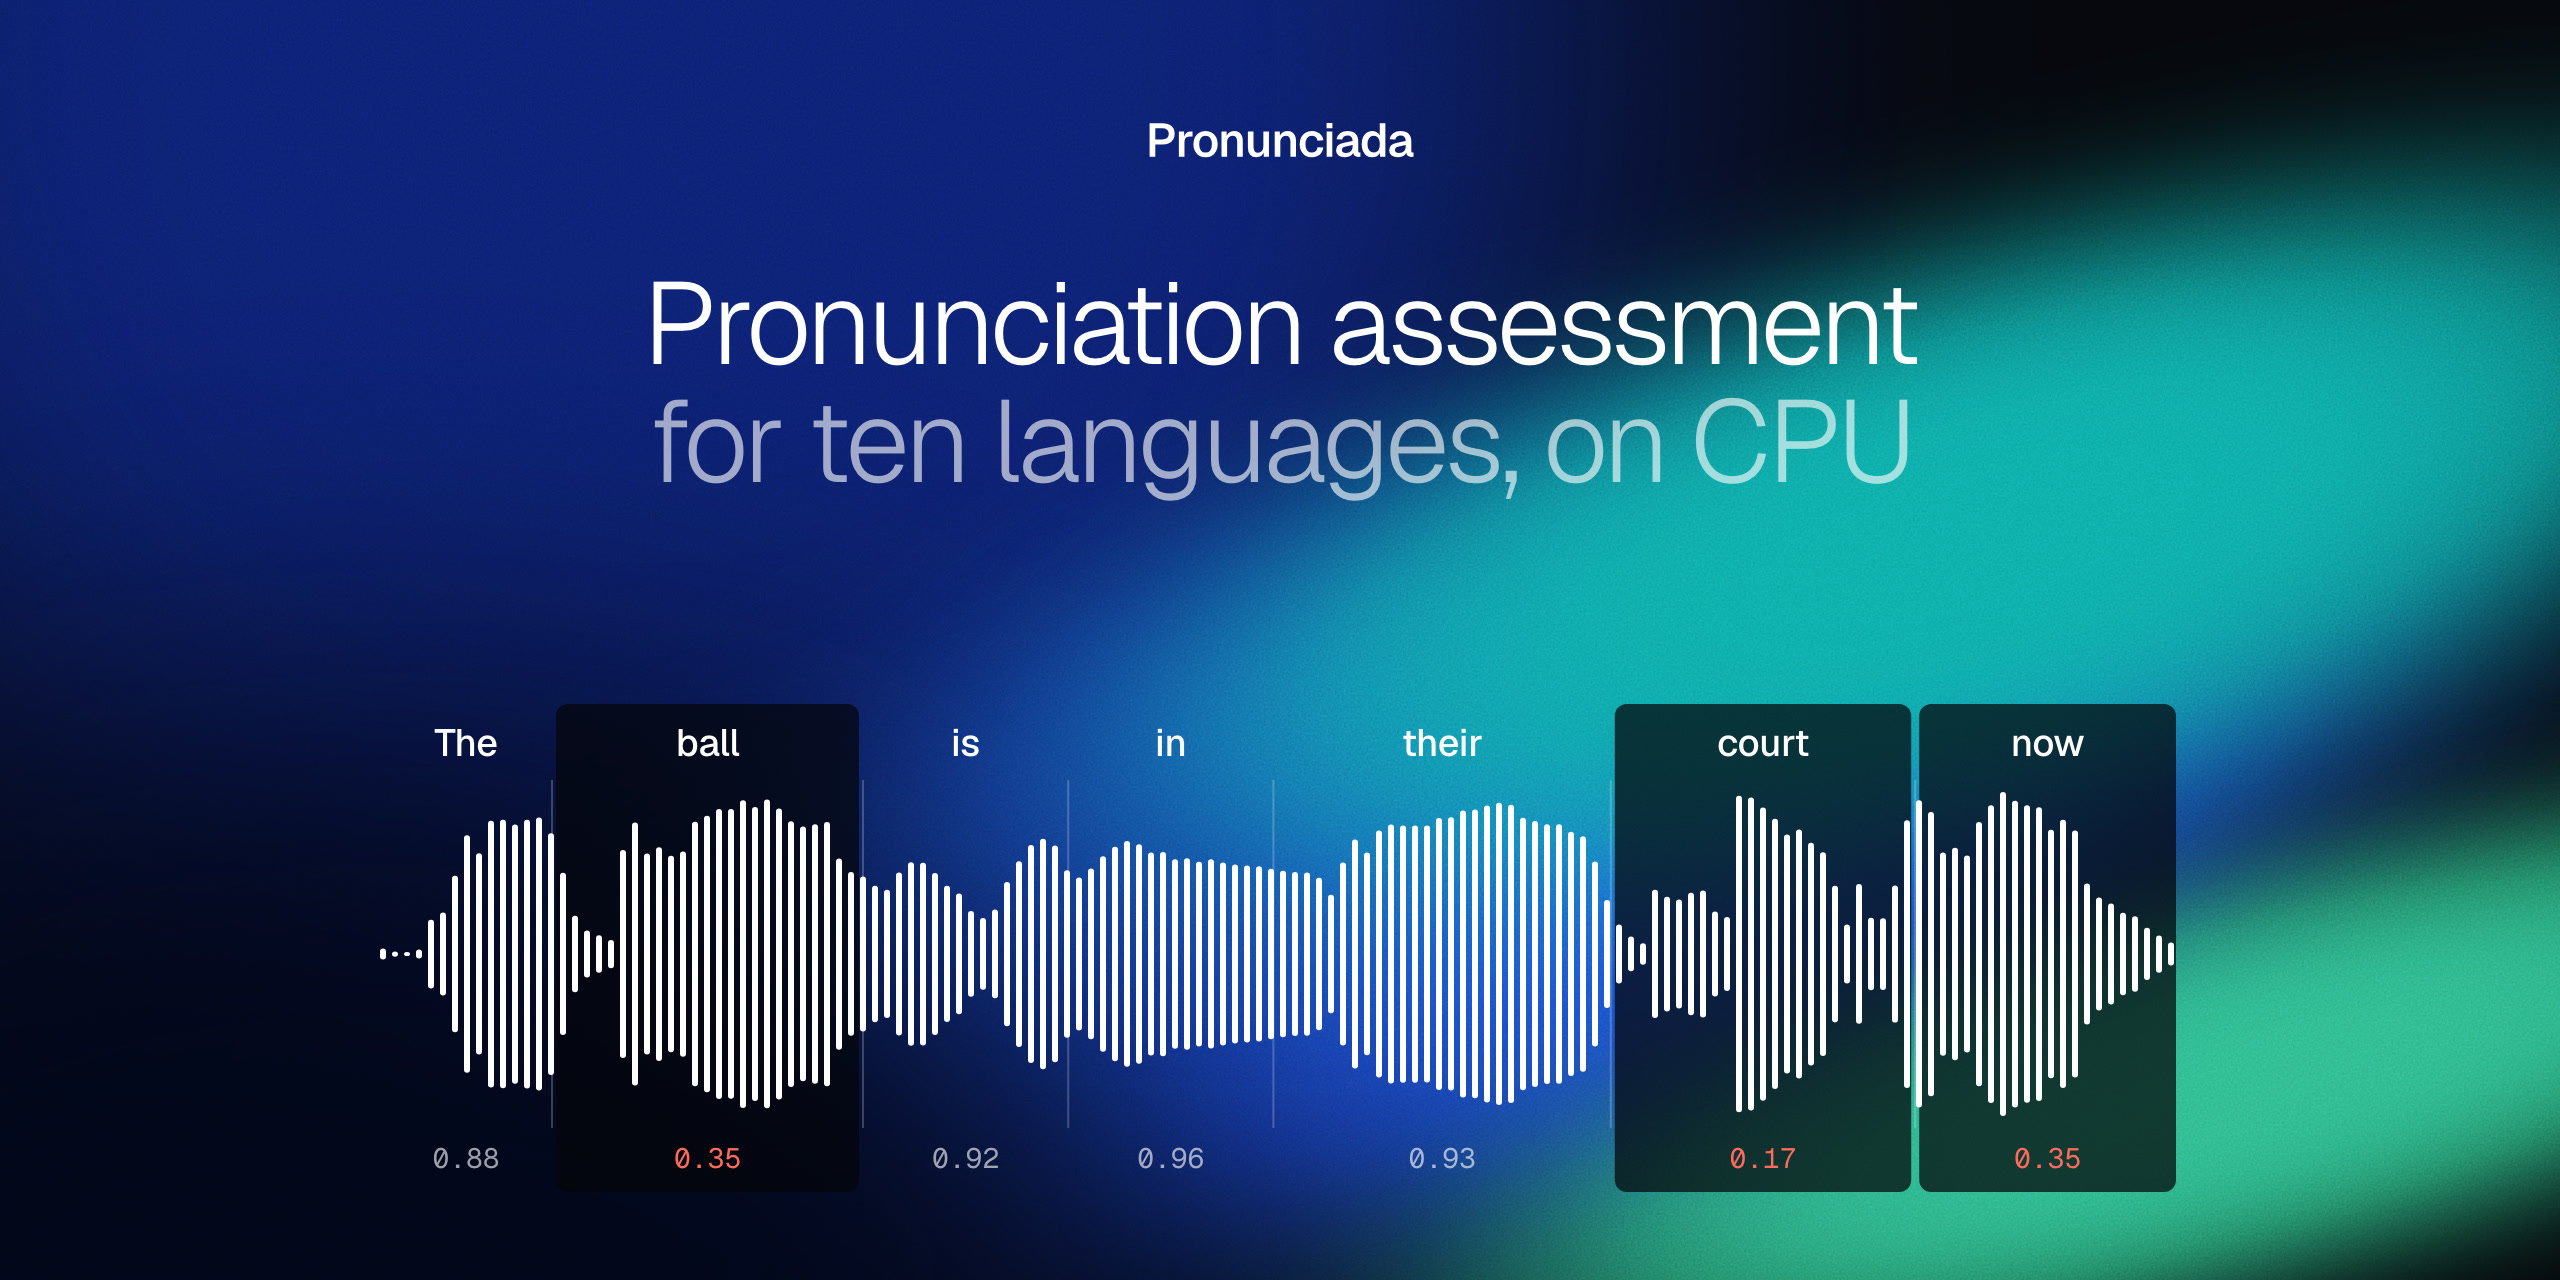 Pronunciada
Pronunciation assessment
for ten languages, on CPU
The ball is in their court now
0.88 0.35 0.92 0.96 0.93 0.17 0.35